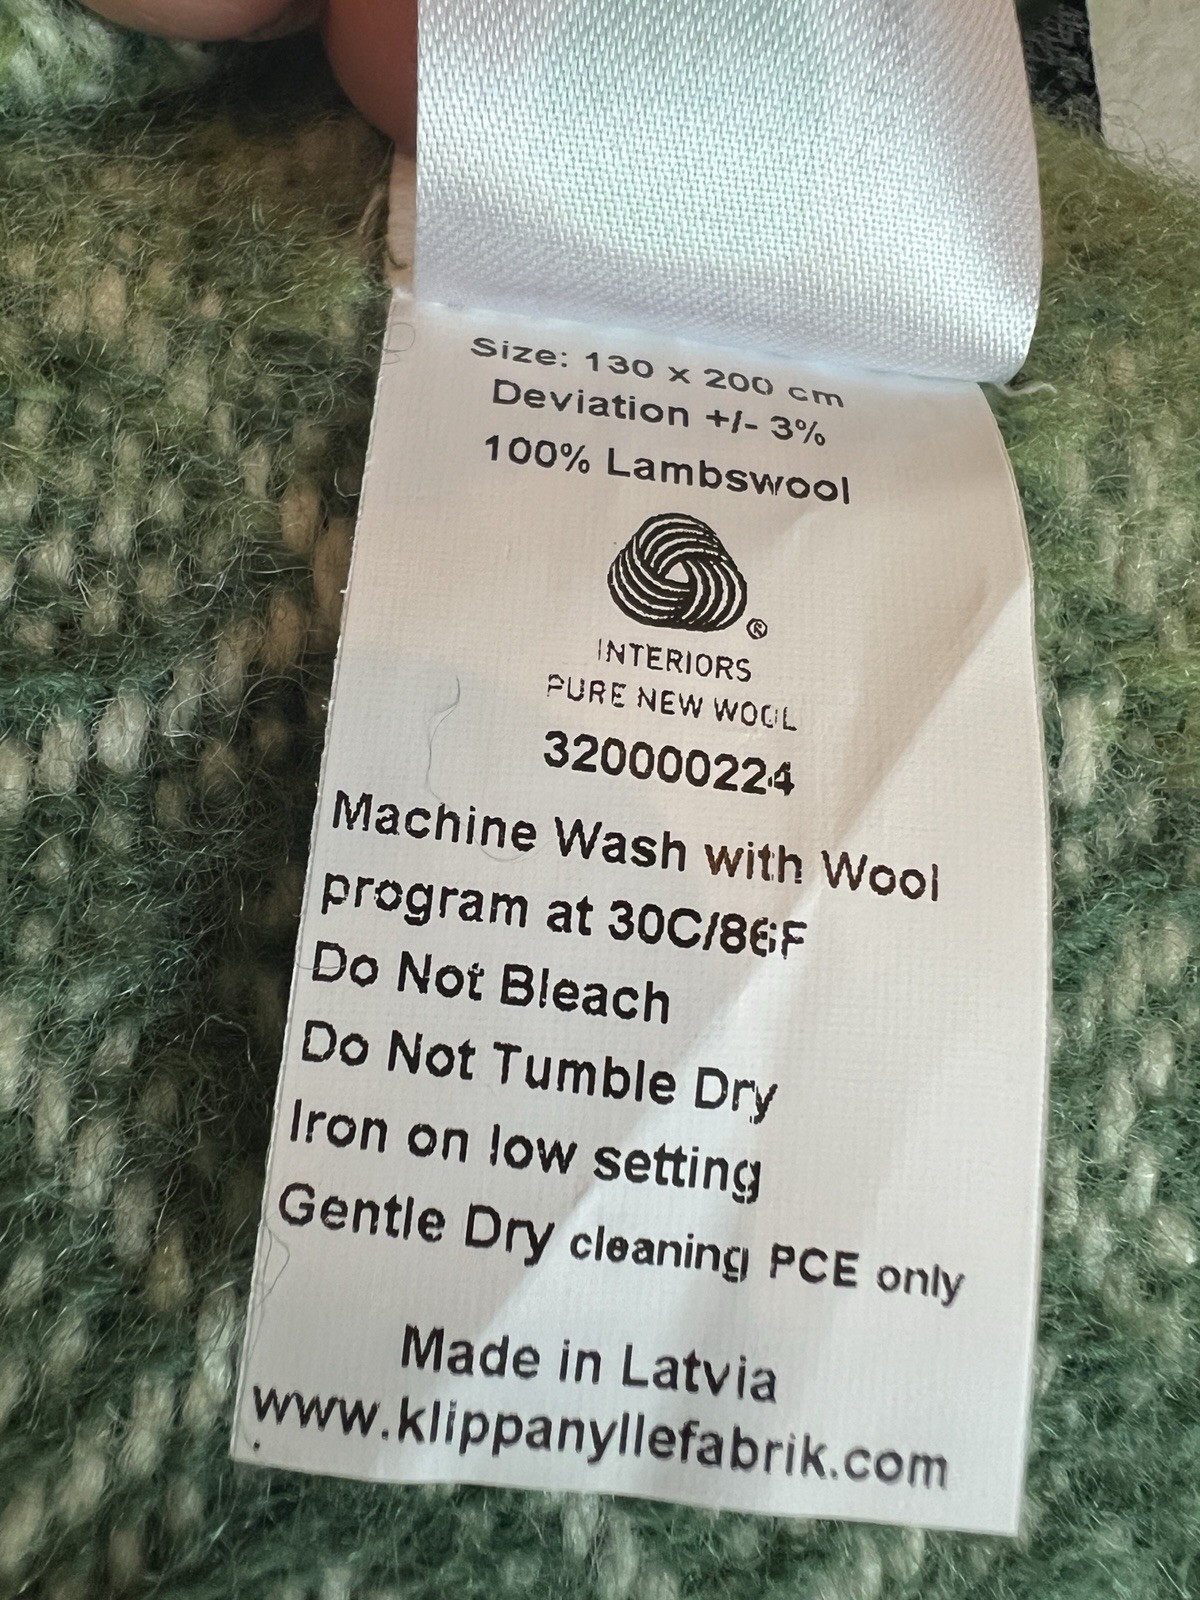 Size: 130 x 200 cm
Deviation +/- 3%
100% Lambswool
®
INTERIORS
PURE NEW WOOL
320000224
Machine Wash with Wool
program at 30C/86F
Do Not Bleach
Do Not Tumble Dry
Iron on low setting
Gentle Dry cleaning PCE only
Made in Latvia
www.klippanyllefabrik.com